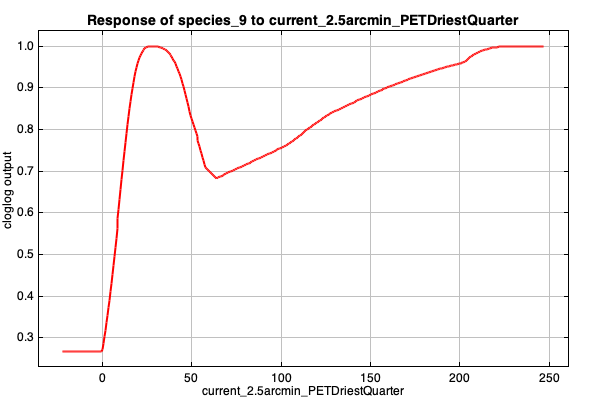 Response of species_9 to current_2.5arcmin_PETDriestQuarter
1.0
0.9
0.8
0.7
0.6
0.5
0.4
0.3
cloglog output
0 50 100 150 200 250
current_2.5arcmin_PETDriestQuarter